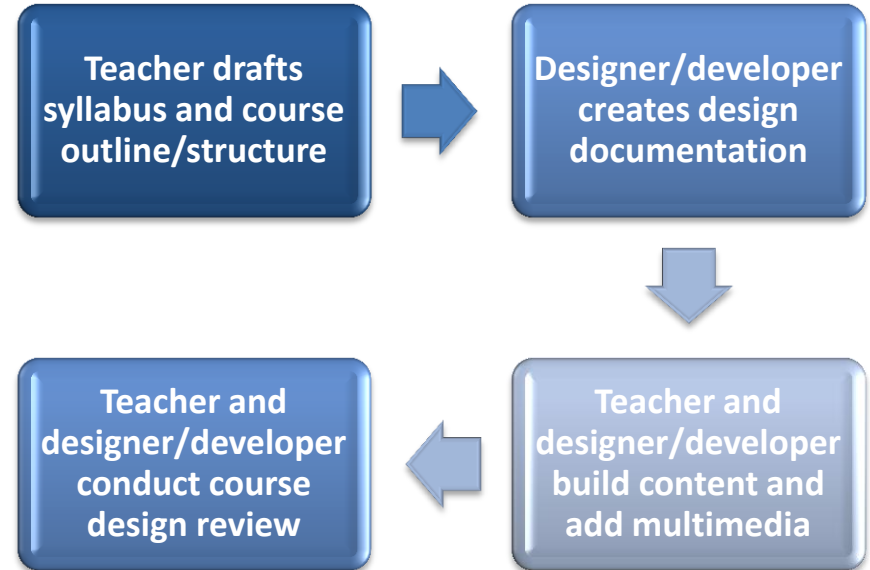 Teacher drafts
syllabus and course
outline/structure
Designer/developer
creates design
documentation
Teacher and
designer/developer
build content and
add multimedia
Teacher and
designer/developer
conduct course
design review